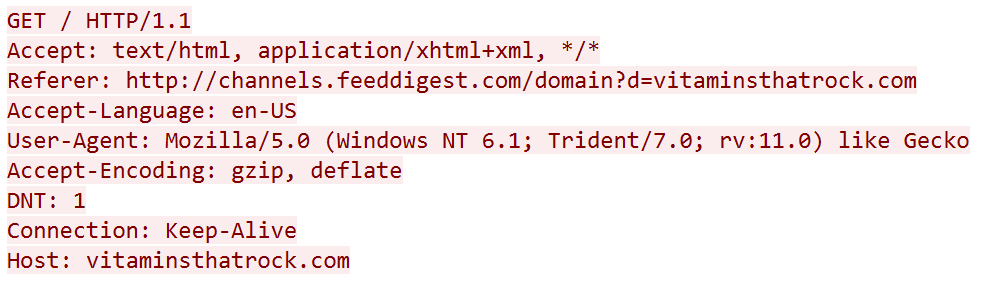 GET / HTTP/1.1
Accept: text/html, application/xhtml+xml, */*
Referer: http://channels.feeddigest.com/domain?d=vitaminsthatrock.com
Accept-Language: en-US
User-Agent: Mozilla/5.0 (Windows NT 6.1; Trident/7.0; rv:11.0) like Gecko
Accept-Encoding: gzip, deflate
DNT: 1
Connection: Keep-Alive
Host: vitaminsthatrock.com